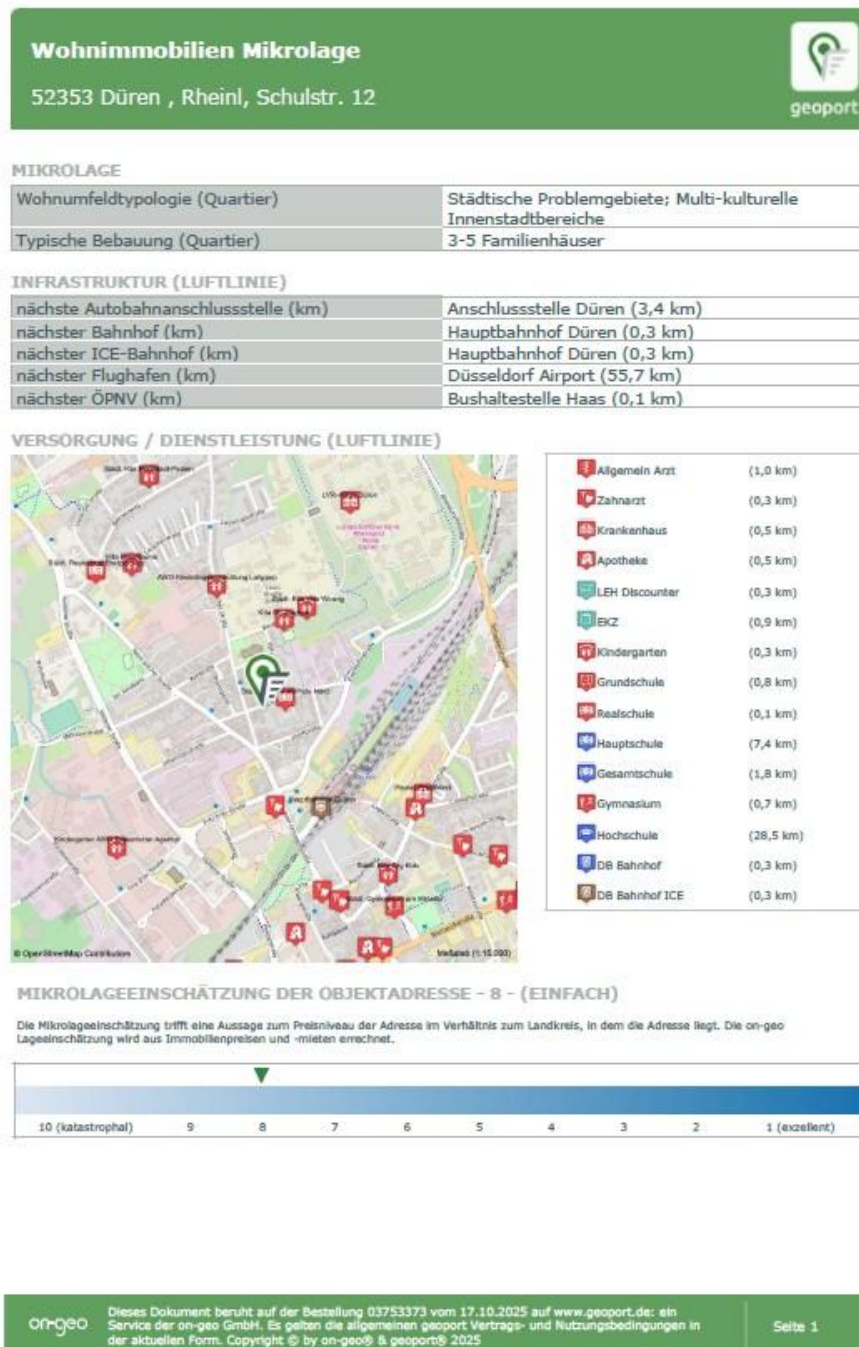 Wohnimmobilien Mikrolage
52353 Düren , Rheinl, Schulstr. 12
geoport
MIKROLAGE
Wohnumfeldtypologie (Quartier) Städtische Problemgebiete; Multi-kulturelle
Innenstadtbereiche
Typische Bebauung (Quartier) 3-5 Familienhäuser
INFRASTRUKTUR (LUFTLINIE)
nächste Autobahnanschlussstelle (km) Anschlussstelle Düren (3,4 km)
nächster Bahnhof (km) Hauptbahnhof Düren (0,3 km)
nächster ICE-Bahnhof (km) Hauptbahnhof Düren (0,3 km)
nächster Flughafen (km) Düsseldorf Airport (55,7 km)
nächster ÖPNV (km) Bushaltestelle Haas (0,1 km)
VERSORGUNG / DIENSTLEISTUNG (LUFTLINIE)
© OpenStreetMap Contributors
Maßstab (1:15.000)
Allgemein Arzt (1,0 km)
Zahnarzt (0,3 km)
Krankenhaus (0,5 km)
Apotheke (0,5 km)
LEH Discounter (0,3 km)
EKZ (0,9 km)
Kindergarten (0,3 km)
Grundschule (0,8 km)
Realschule (0,1 km)
Hauptschule (7,4 km)
Gesamtschule (1,8 km)
Gymnasium (0,7 km)
Hochschule (28,5 km)
DB Bahnhof (0,3 km)
DB Bahnhof ICE (0,3 km)
MIKROLAGEEINSCHÄTZUNG DER OBJEKTADRESSE - 8 - (EINFACH)
Die Mikrolageeinschätzung trifft eine Aussage zum Preisniveau der Adresse im Verhältnis zum Landkreis, in dem die Adresse liegt. Die on-geo
Lageeinschätzung wird aus Immobilienpreisen und -mieten errechnet.
10 (katastrophal) 9 8 7 6 5 4 3 2 1 (exzellent)
on-geo
Dieses Dokument beruht auf der Bestellung 03753373 vom 17.10.2025 auf www.geoport.de: ein
Service der on-geo GmbH. Es gelten die allgemeinen geoport Vertrags- und Nutzungsbedingungen in
der aktuellen Form. Copyright © by on-geo® & geoport® 2025
Seite 1